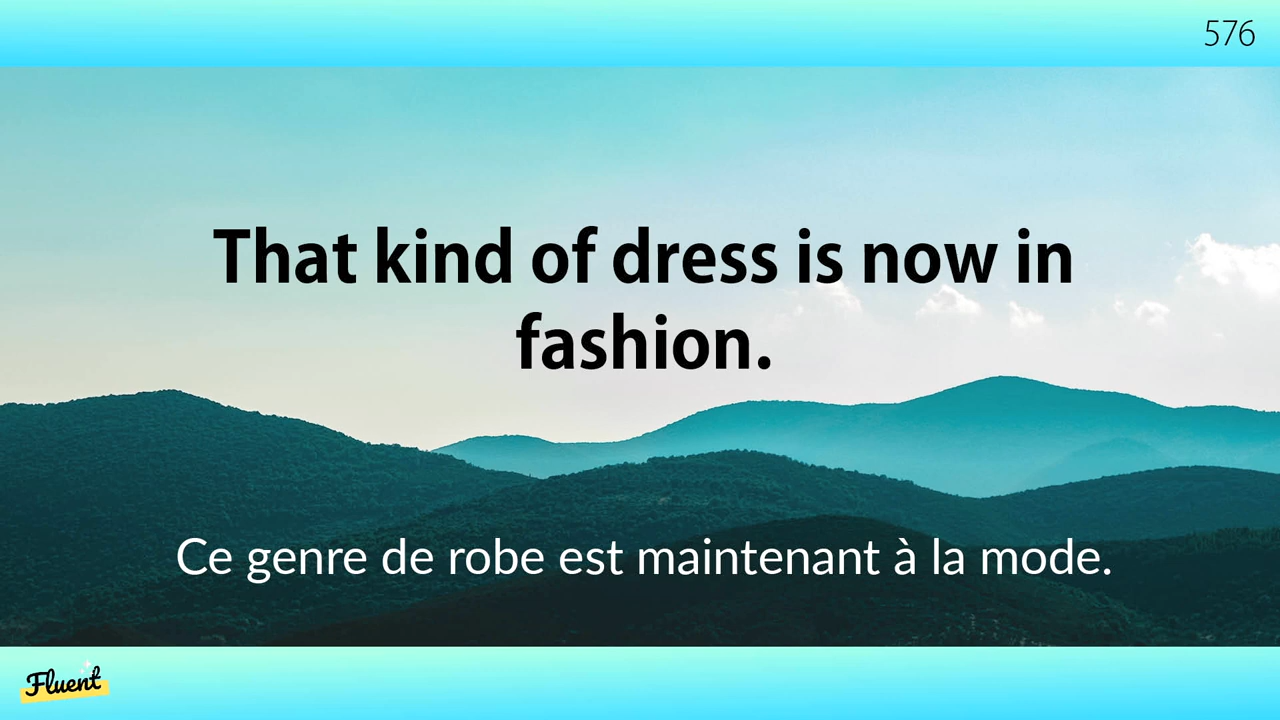 576
That kind of dress is now in
fashion.
Ce genre de robe est maintenant à la mode.
Fluent